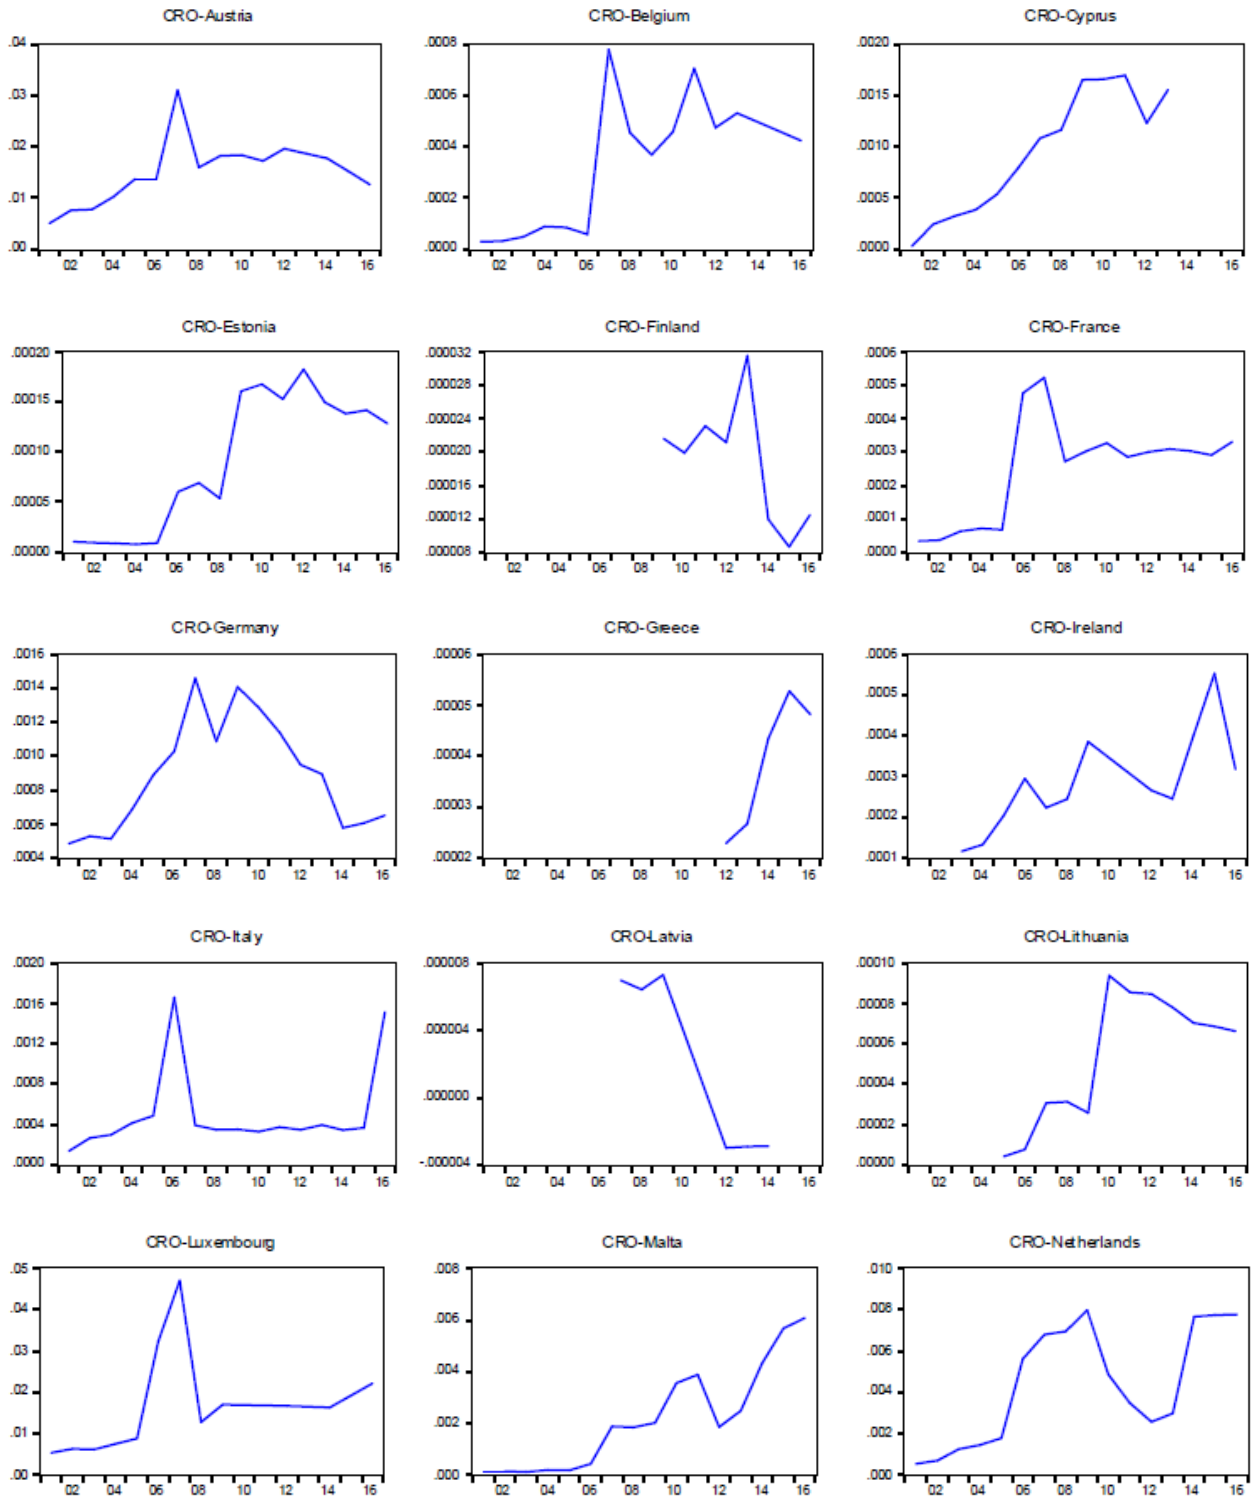 CRO-Austria
.04
.03
.02
.01
.00
02 04 06 08 10 12 14 16
CRO-Belgium
.0008
.0006
.0004
.0002
.0000
02 04 06 08 10 12 14 16
CRO-Cyprus
.0020
.0015
.0010
.0005
.0000
02 04 06 08 10 12 14 16
CRO-Estonia
.00020
.00015
.00010
.00005
.00000
02 04 06 08 10 12 14 16
CRO-Finland
.000032
.000028
.000024
.000020
.000016
.000012
.000008
02 04 06 08 10 12 14 16
CRO-France
.0006
.0005
.0004
.0003
.0002
.0001
.0000
02 04 06 08 10 12 14 16
CRO-Germany
.0016
.0014
.0012
.0010
.0008
.0006
.0004
02 04 06 08 10 12 14 16
CRO-Greece
.00006
.00005
.00004
.00003
.00002
02 04 06 08 10 12 14 16
CRO-Ireland
.0006
.0005
.0004
.0003
.0002
.0001
02 04 06 08 10 12 14 16
CRO-Italy
.0020
.0016
.0012
.0008
.0004
.0000
02 04 06 08 10 12 14 16
CRO-Latvia
.000008
.000004
.000000
-.000004
02 04 06 08 10 12 14 16
CRO-Lithuania
.00010
.00008
.00006
.00004
.00002
.00000
02 04 06 08 10 12 14 16
CRO-Luxembourg
.05
.04
.03
.02
.01
.00
02 04 06 08 10 12 14 16
CRO-Malta
.008
.006
.004
.002
.000
02 04 06 08 10 12 14 16
CRO-Netherlands
.010
.008
.006
.004
.002
.000
02 04 06 08 10 12 14 16